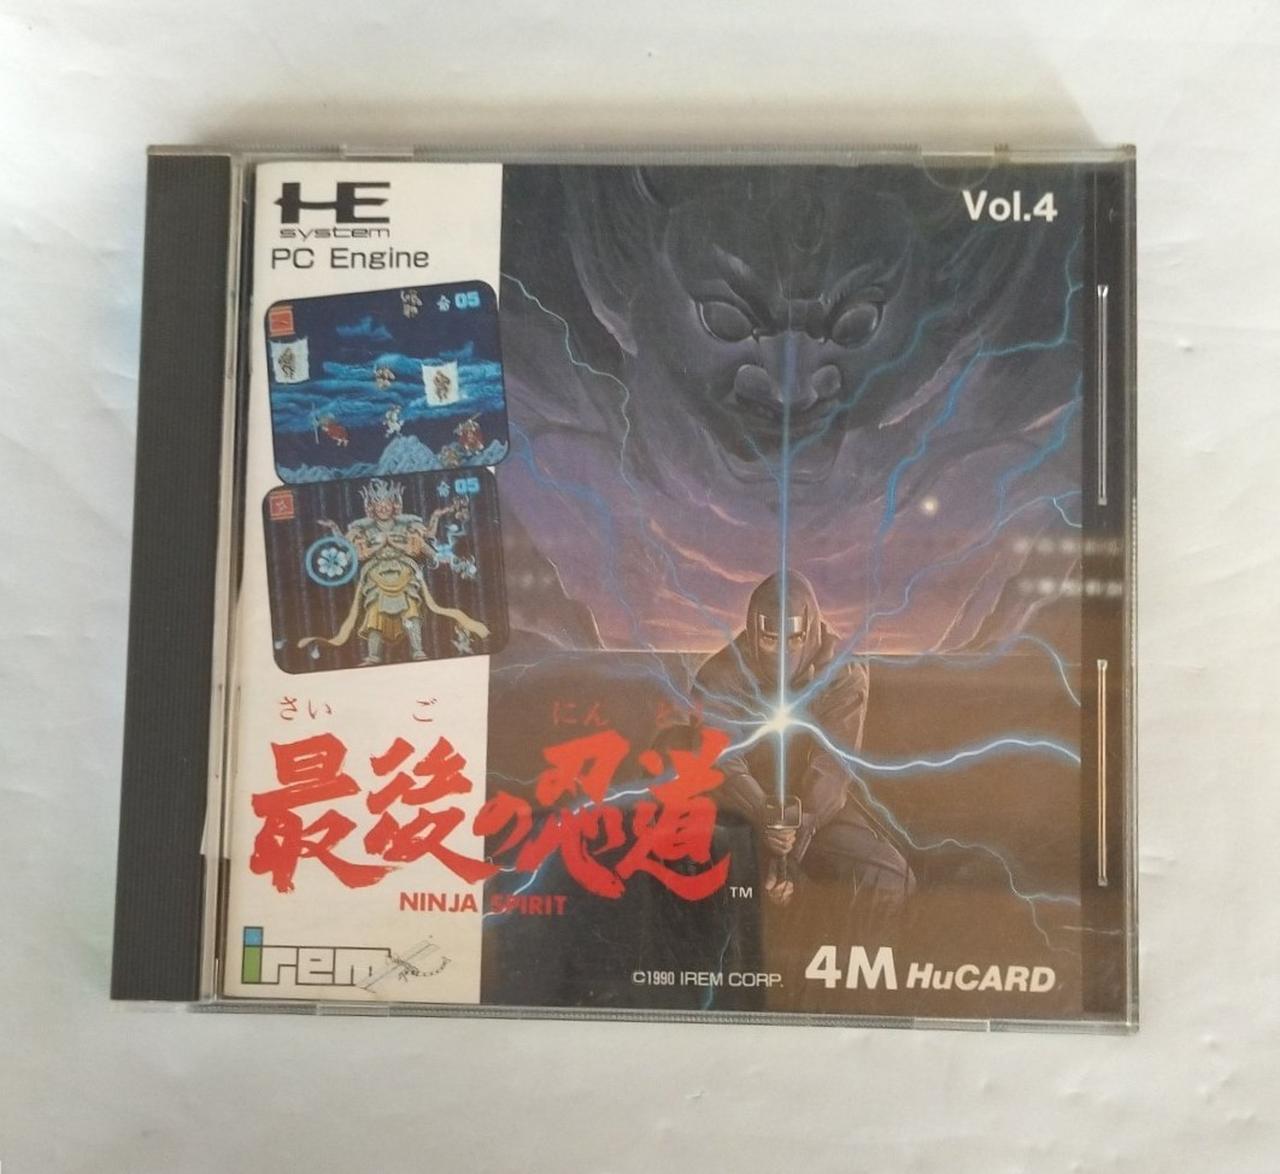 HE
system
PC Engine
Vol.4
05
05
さいご にんどう
最後の忍道
TM
NINJA SPIRIT
irem
©1990 IREM CORP.
4M HuCARD